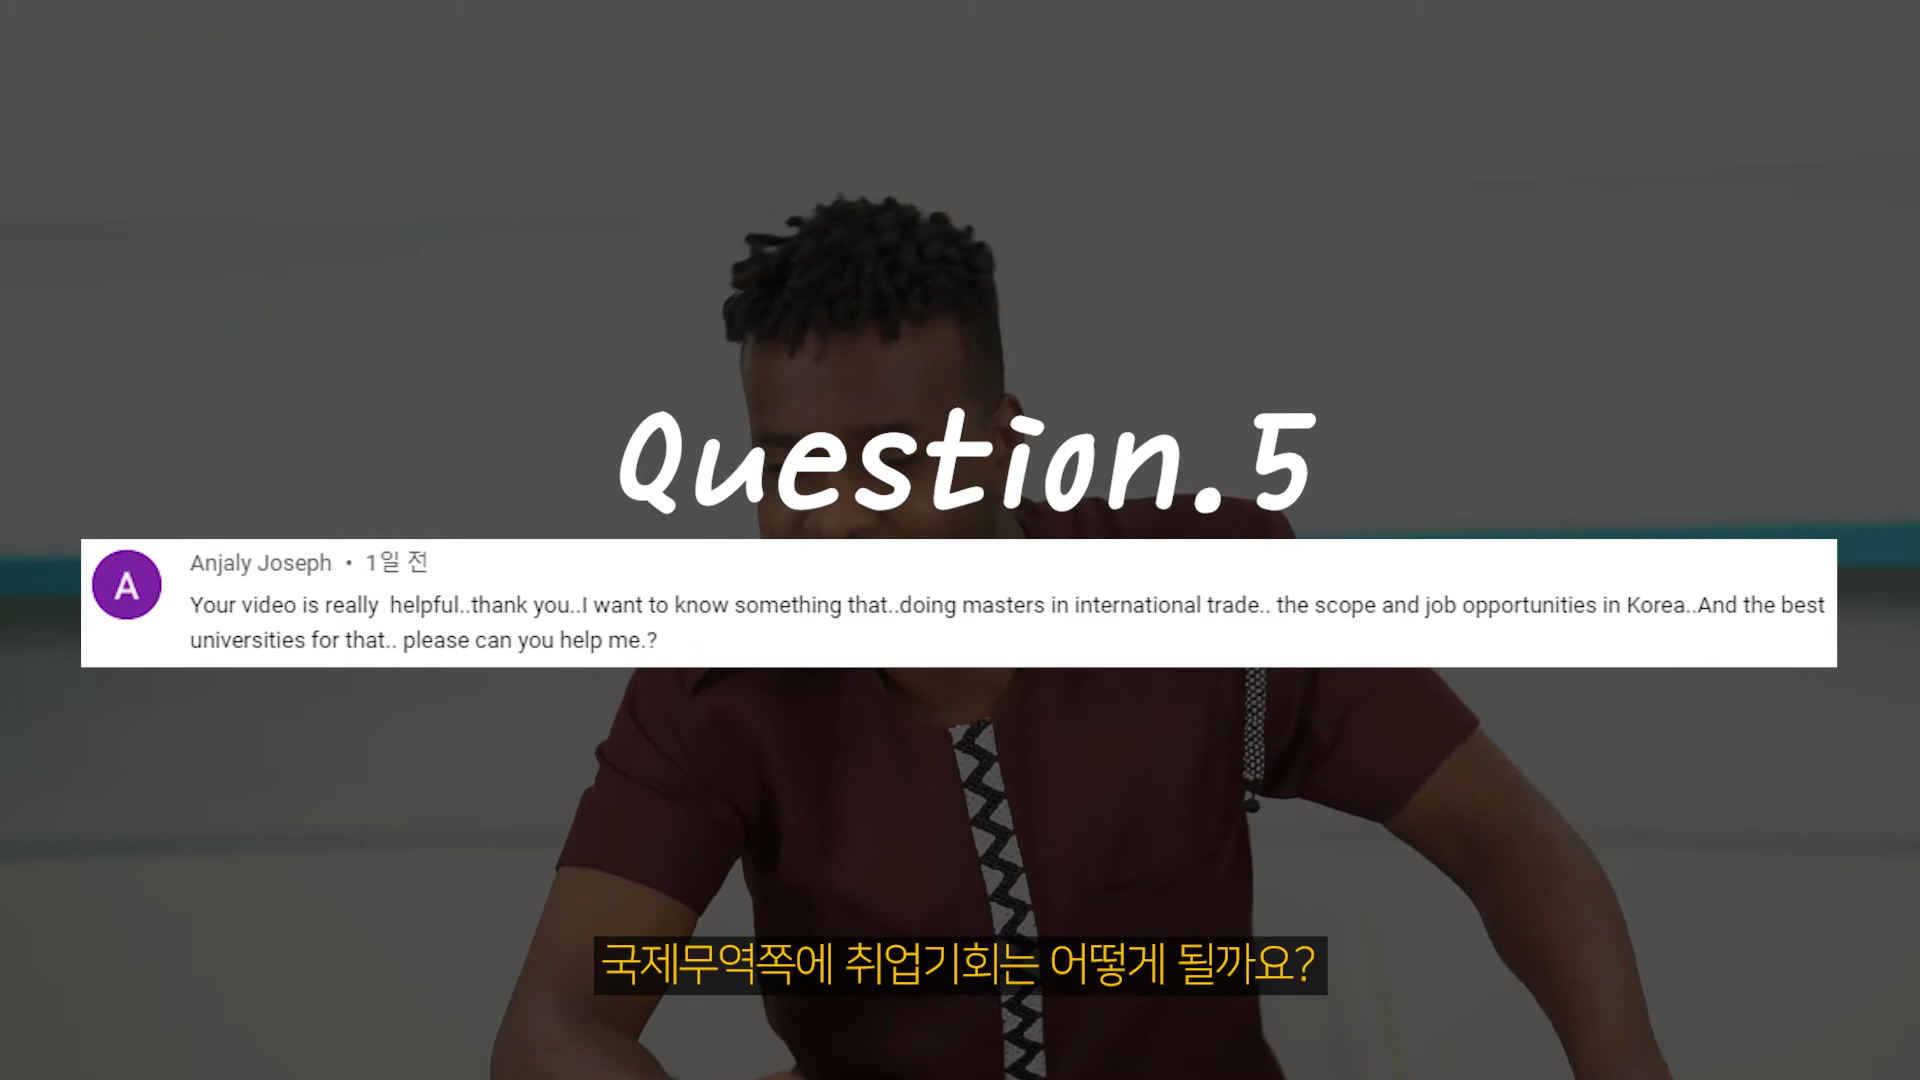 Question.5
A
Anjaly Joseph • 1일 전
Your video is really  helpful..thank you..I want to know something that..doing masters in international trade.. the scope and job opportunities in Korea..And the best
universities for that.. please can you help me.?
국제무역쪽에 취업기회는 어떻게 될까요?